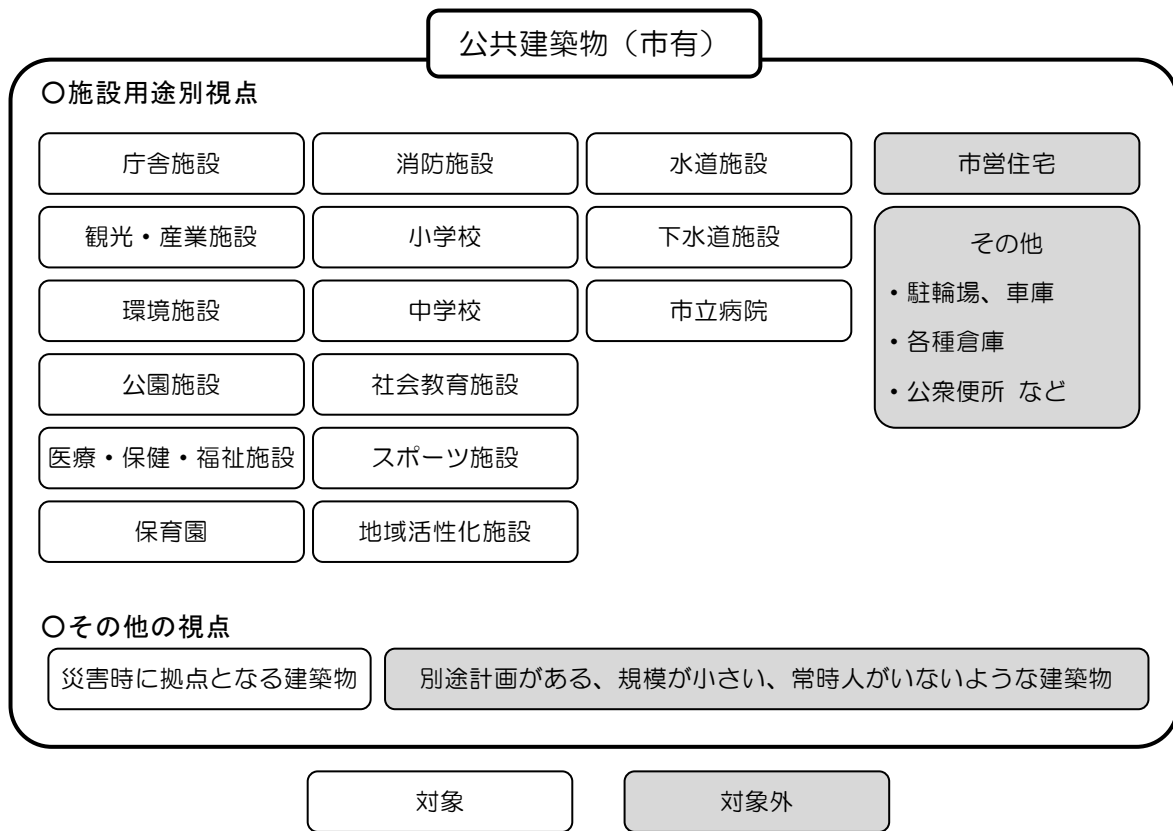 公共建築物（市有）
〇施設用途別視点
庁舎施設
消防施設
水道施設
市営住宅
観光・産業施設
小学校
下水道施設
その他
・駐輪場、車庫
・各種倉庫
・公衆便所 など
環境施設
中学校
市立病院
公園施設
社会教育施設
医療・保健・福祉施設
スポーツ施設
保育園
地域活性化施設
〇その他の視点
災害時に拠点となる建築物
別途計画がある、規模が小さい、常時人がいないような建築物
対象
対象外